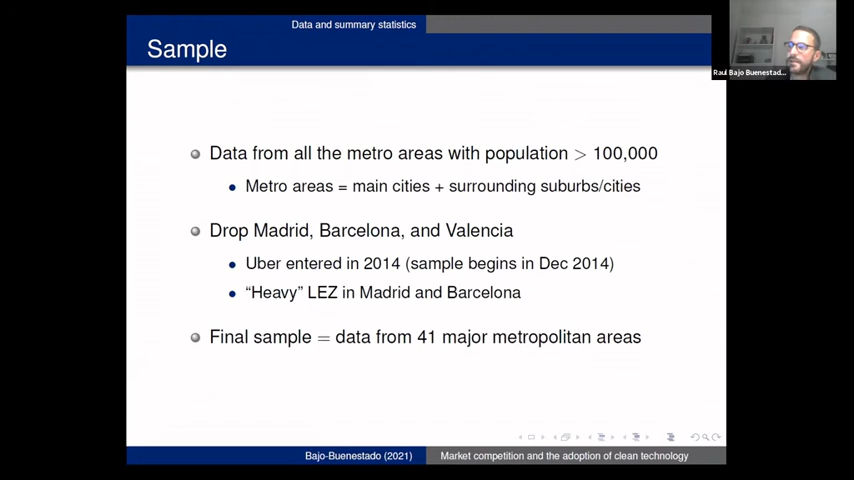 Data and summary statistics
Sample
Raul Bajo Buenestad...
Data from all the metro areas with population > 100,000
Metro areas = main cities + surrounding suburbs/cities
Drop Madrid, Barcelona, and Valencia
Uber entered in 2014 (sample begins in Dec 2014)
“Heavy” LEZ in Madrid and Barcelona
Final sample = data from 41 major metropolitan areas
Bajo-Buenestado (2021)
Market competition and the adoption of clean technology